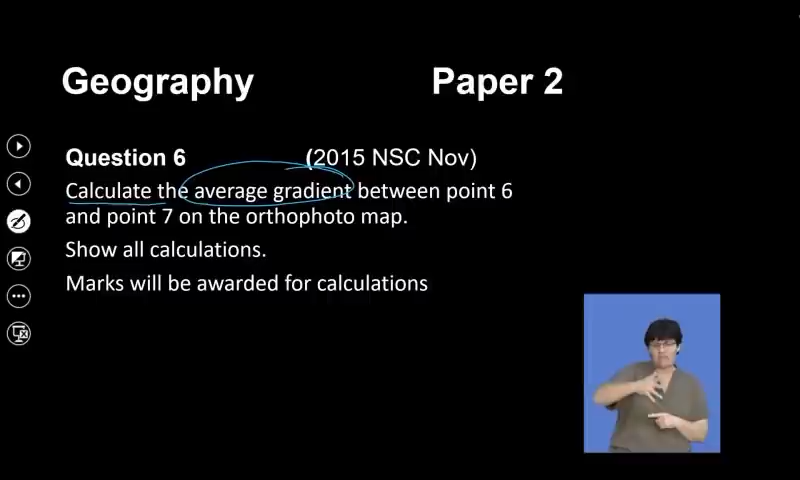 Geography Paper 2
Question 6 (2015 NSC Nov)
Calculate the average gradient between point 6
and point 7 on the orthophoto map.
Show all calculations.
Marks will be awarded for calculations